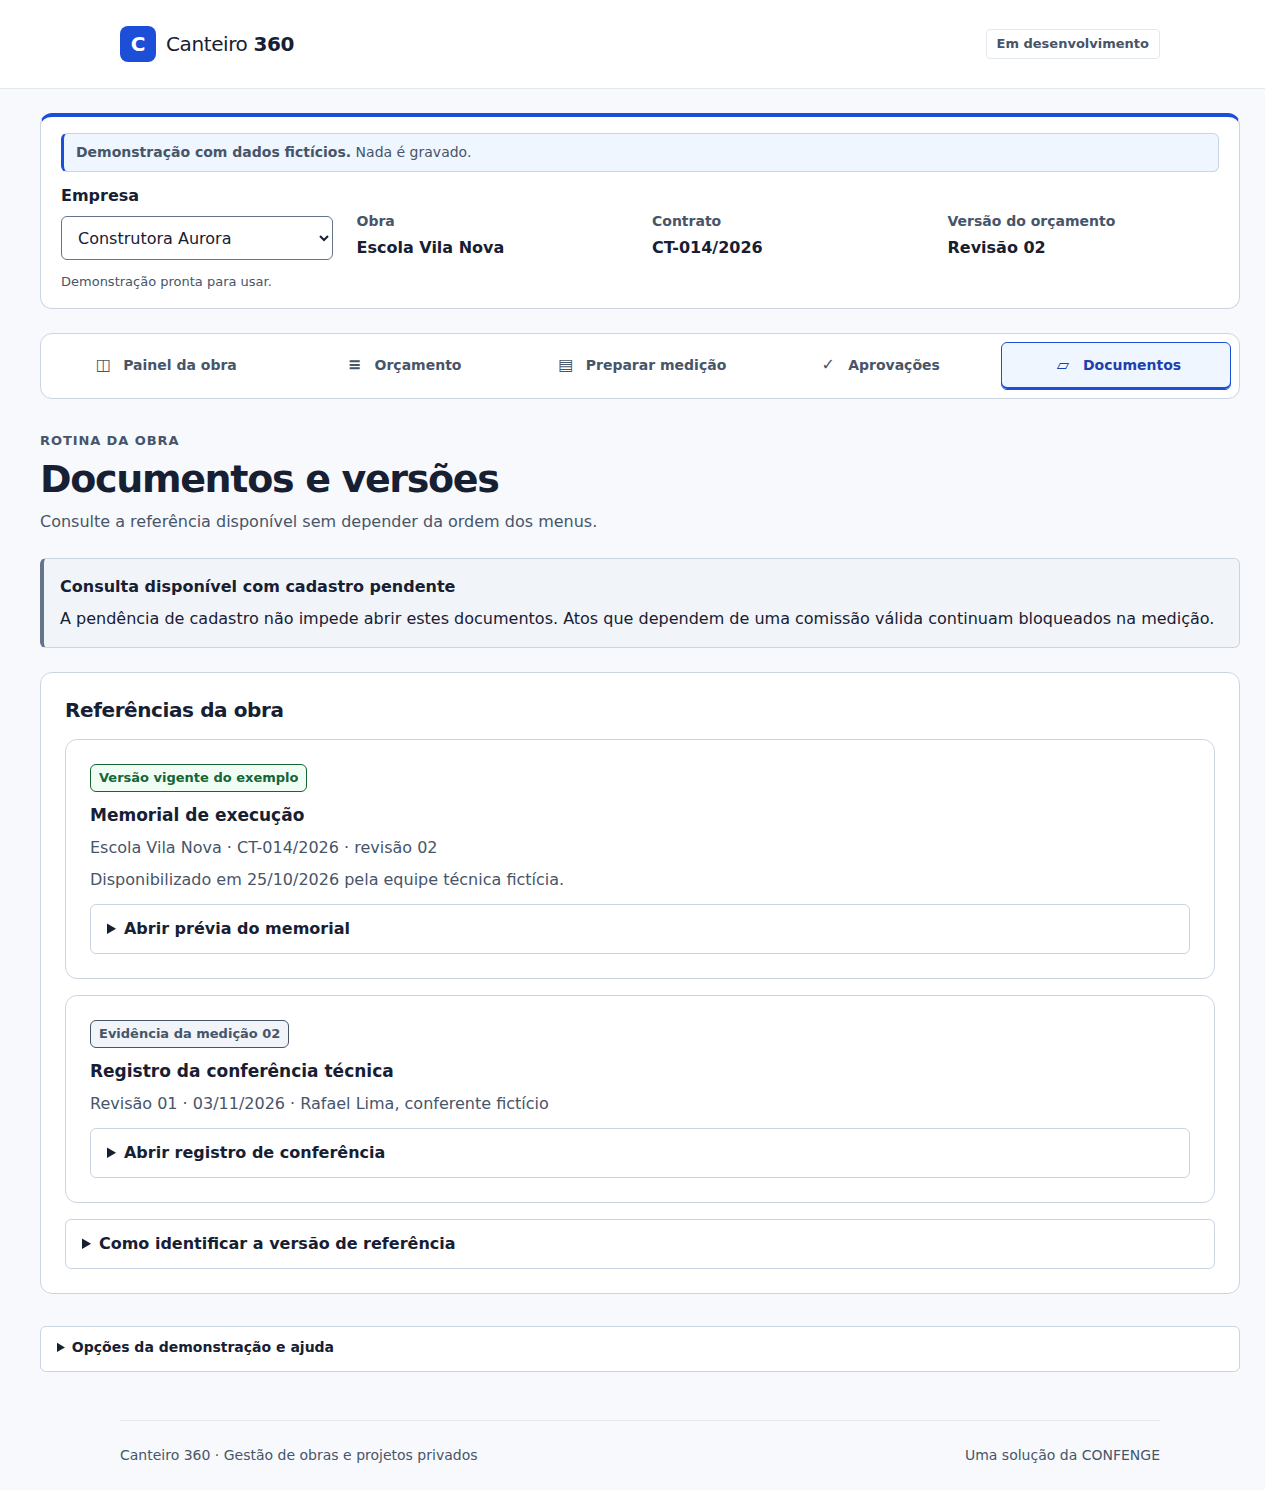 C Canteiro 360
Em desenvolvimento
Demonstração com dados fictícios. Nada é gravado.
Empresa
Construtora Aurora
Demonstração pronta para usar.
Obra
Escola Vila Nova
Contrato
CT-014/2026
Versão do orçamento
Revisão 02
Painel da obra
Orçamento
Preparar medição
Aprovações
Documentos
ROTINA DA OBRA
Documentos e versões
Consulte a referência disponível sem depender da ordem dos menus.
Consulta disponível com cadastro pendente
A pendência de cadastro não impede abrir estes documentos. Atos que dependem de uma comissão válida continuam bloqueados na medição.
Referências da obra
Versão vigente do exemplo
Memorial de execução
Escola Vila Nova · CT-014/2026 · revisão 02
Disponibilizado em 25/10/2026 pela equipe técnica fictícia.
Abrir prévia do memorial
Evidência da medição 02
Registro da conferência técnica
Revisão 01 · 03/11/2026 · Rafael Lima, conferente fictício
Abrir registro de conferência
Como identificar a versão de referência
Opções da demonstração e ajuda
Canteiro 360 · Gestão de obras e projetos privados
Uma solução da CONFENGE